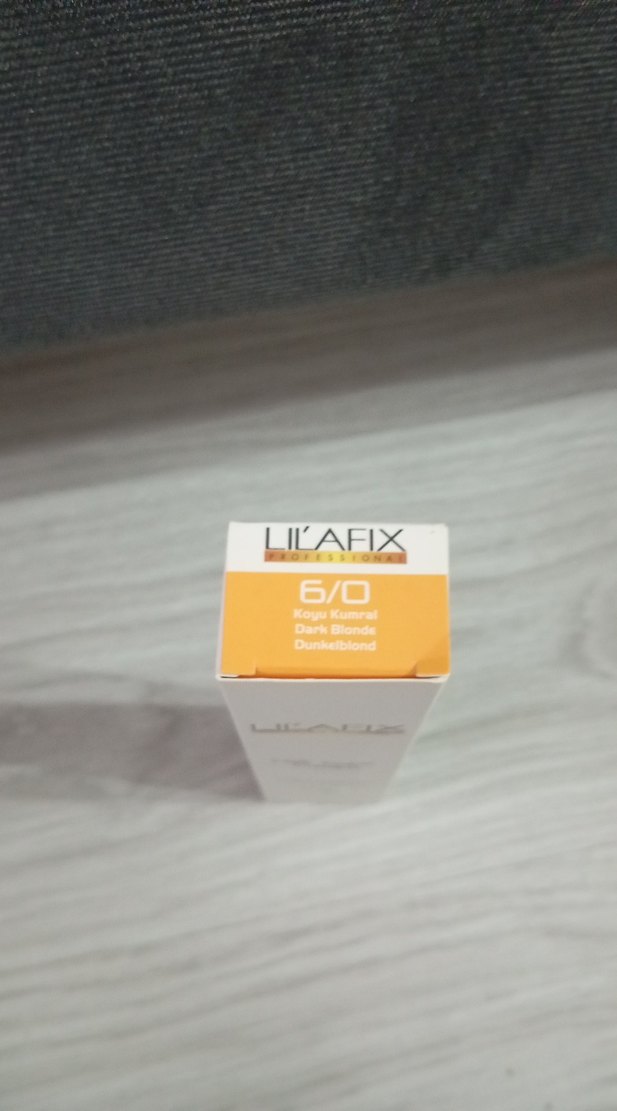 LIL'AFIX
PROFESSIONAL
6/0
Koyu Kumral
Dark Blonde
Dunkelblond
LIL'AFIX